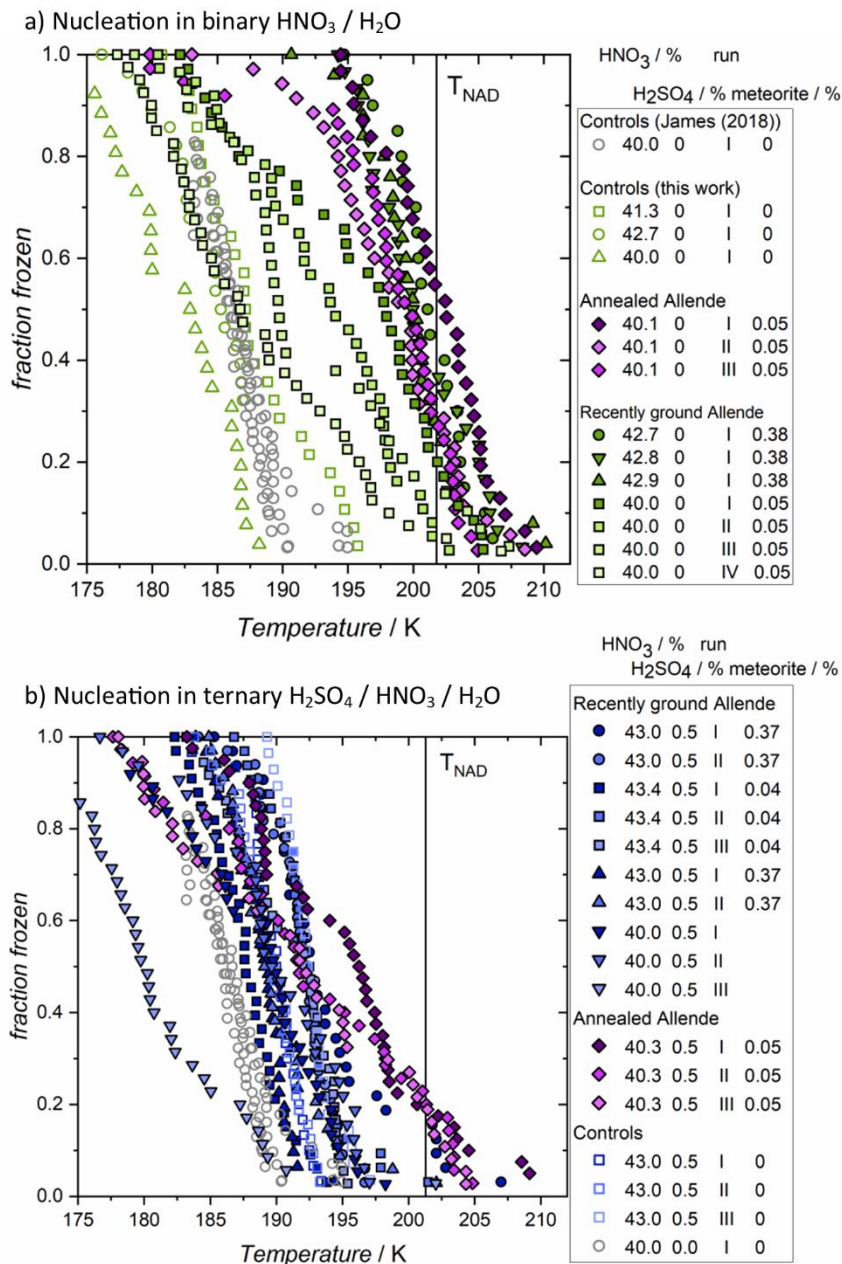 a) Nucleation in binary HNO₃ / H₂O
fraction frozen
1.0
0.8
0.6
0.4
0.2
0.0
T_NAD
175 180 185 190 195 200 205 210
Temperature / K
HNO₃ / % run
H₂SO₄ / % meteorite / %
Controls (James (2018))
40.0 0 I 0
Controls (this work)
41.3 0 I 0
42.7 0 I 0
40.0 0 I 0
Annealed Allende
40.1 0 I 0.05
40.1 0 II 0.05
40.1 0 III 0.05
Recently ground Allende
42.7 0 I 0.38
42.8 0 I 0.38
42.9 0 I 0.38
40.0 0 I 0.05
40.0 0 II 0.05
40.0 0 III 0.05
40.0 0 IV 0.05
b) Nucleation in ternary H₂SO₄ / HNO₃ / H₂O
fraction frozen
1.0
0.8
0.6
0.4
0.2
0.0
T_NAD
175 180 185 190 195 200 205 210
Temperature / K
HNO₃ / % run
H₂SO₄ / % meteorite / %
Recently ground Allende
43.0 0.5 I 0.37
43.0 0.5 II 0.37
43.4 0.5 I 0.04
43.4 0.5 II 0.04
43.4 0.5 III 0.04
43.0 0.5 I 0.37
43.0 0.5 II 0.37
40.0 0.5 I
40.0 0.5 II
40.0 0.5 III
Annealed Allende
40.3 0.5 I 0.05
40.3 0.5 II 0.05
40.3 0.5 III 0.05
Controls
43.0 0.5 I 0
43.0 0.5 II 0
43.0 0.5 III 0
40.0 0.0 I 0